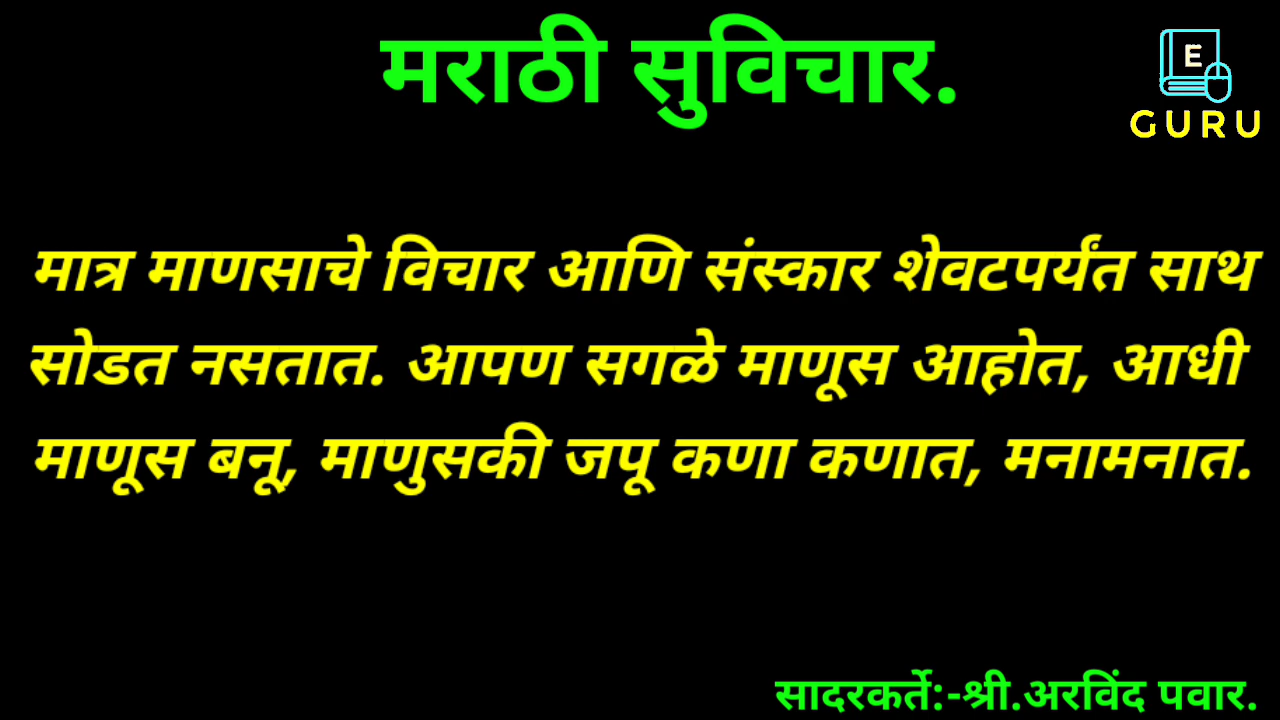 मराठी सुविचार.
E
GURU
मात्र माणसाचे विचार आणि संस्कार शेवटपर्यंत साथ
सोडत नसतात. आपण सगळे माणूस आहोत, आधी
माणूस बनू, माणुसकी जपू कणा कणात, मनामनात.
सादरकर्ते:-श्री.अरविंद पवार.